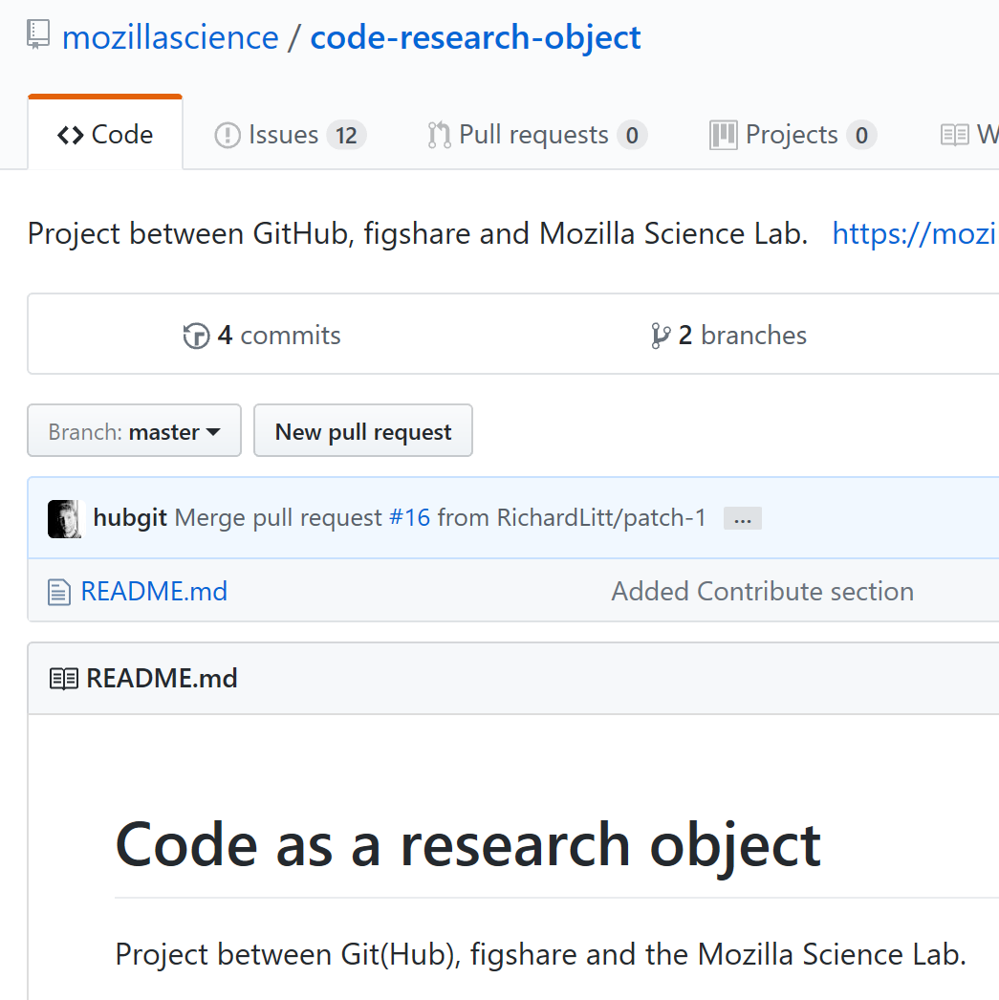 mozillascience / code-research-object
Code Issues 12 Pull requests 0 Projects 0 W
Project between GitHub, figshare and Mozilla Science Lab. https://mozi
4 commits 2 branches
Branch: master New pull request
hubgit Merge pull request #16 from RichardLitt/patch-1 ...
README.md Added Contribute section
README.md
Code as a research object
Project between Git(Hub), figshare and the Mozilla Science Lab.